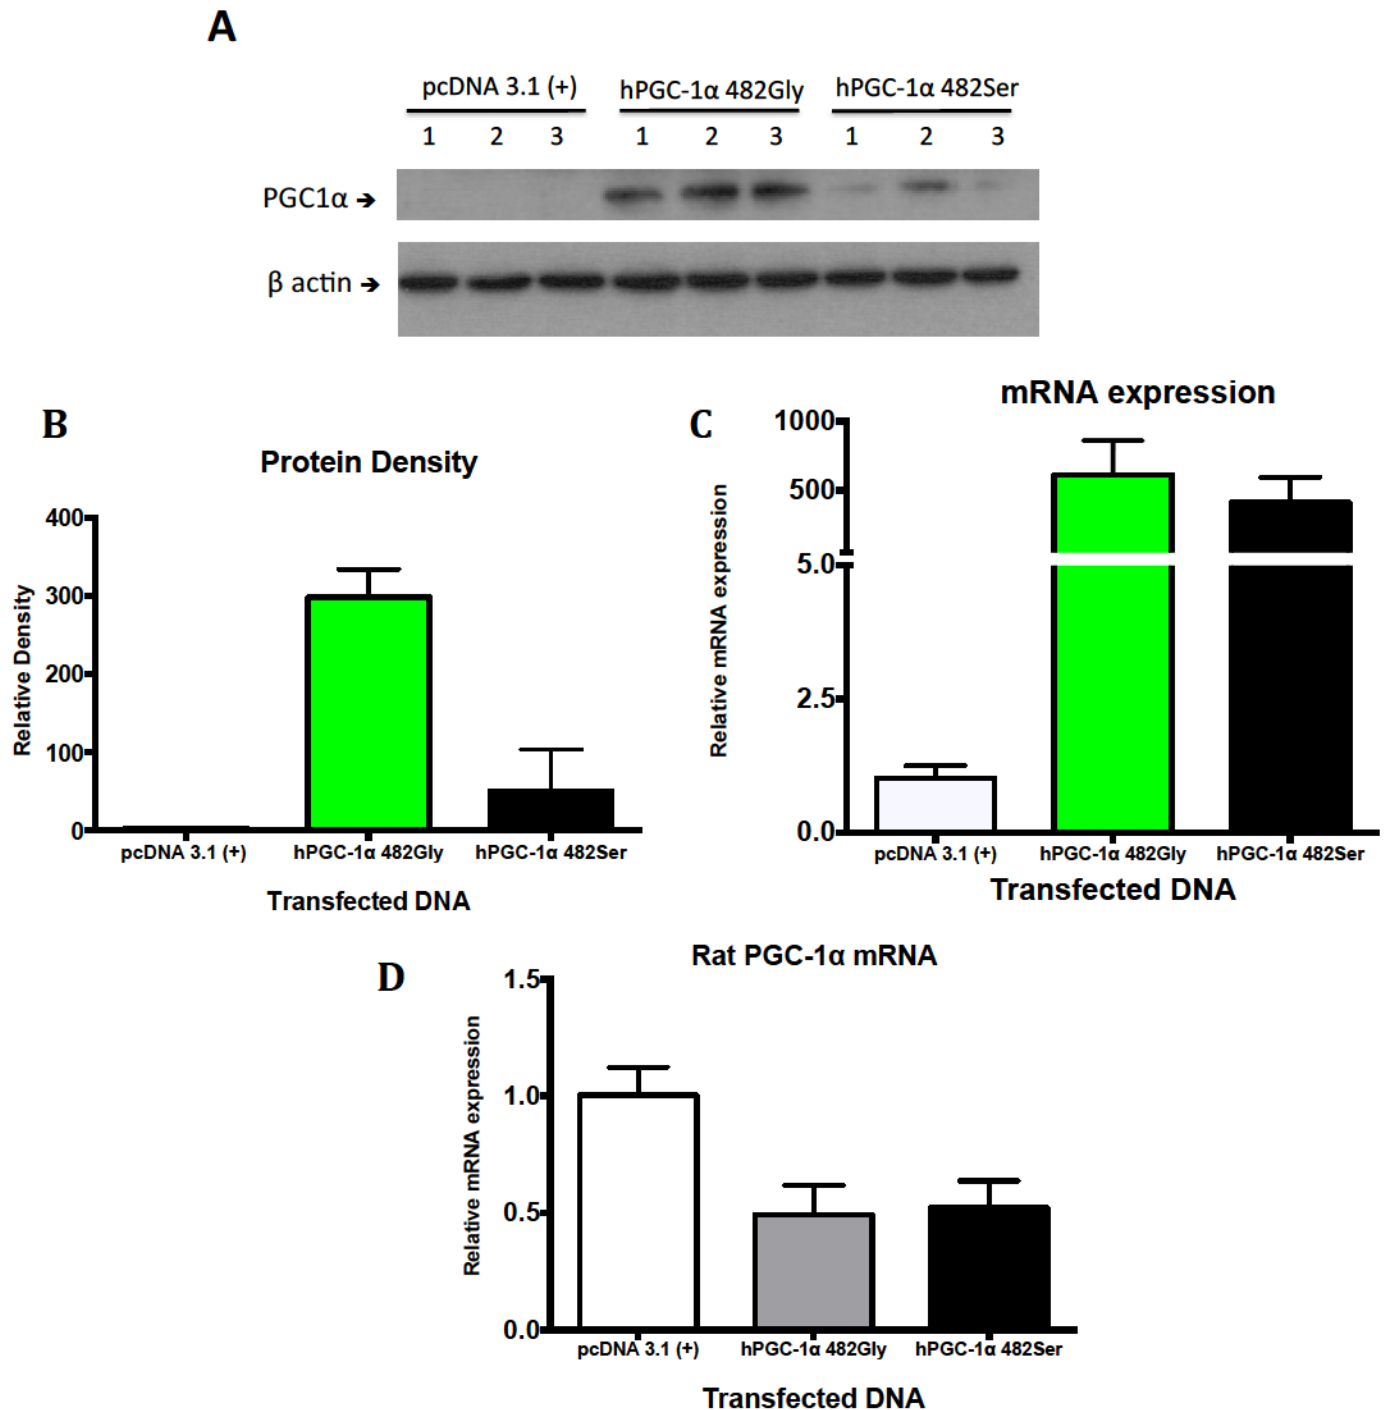 A
pcDNA 3.1 (+) hPGC-1α 482Gly hPGC-1α 482Ser
1 2 3 1 2 3 1 2 3
PGC1α ➔
β actin ➔
B
Protein Density
400
300
200
100
0
Relative Density
pcDNA 3.1 (+) hPGC-1α 482Gly hPGC-1α 482Ser
Transfected DNA
C
mRNA expression
1000
500
5.0
2.5
0.0
Relative mRNA expression
pcDNA 3.1 (+) hPGC-1α 482Gly hPGC-1α 482Ser
Transfected DNA
D
Rat PGC-1α mRNA
1.5
1.0
0.5
0.0
Relative mRNA expression
pcDNA 3.1 (+) hPGC-1α 482Gly hPGC-1α 482Ser
Transfected DNA